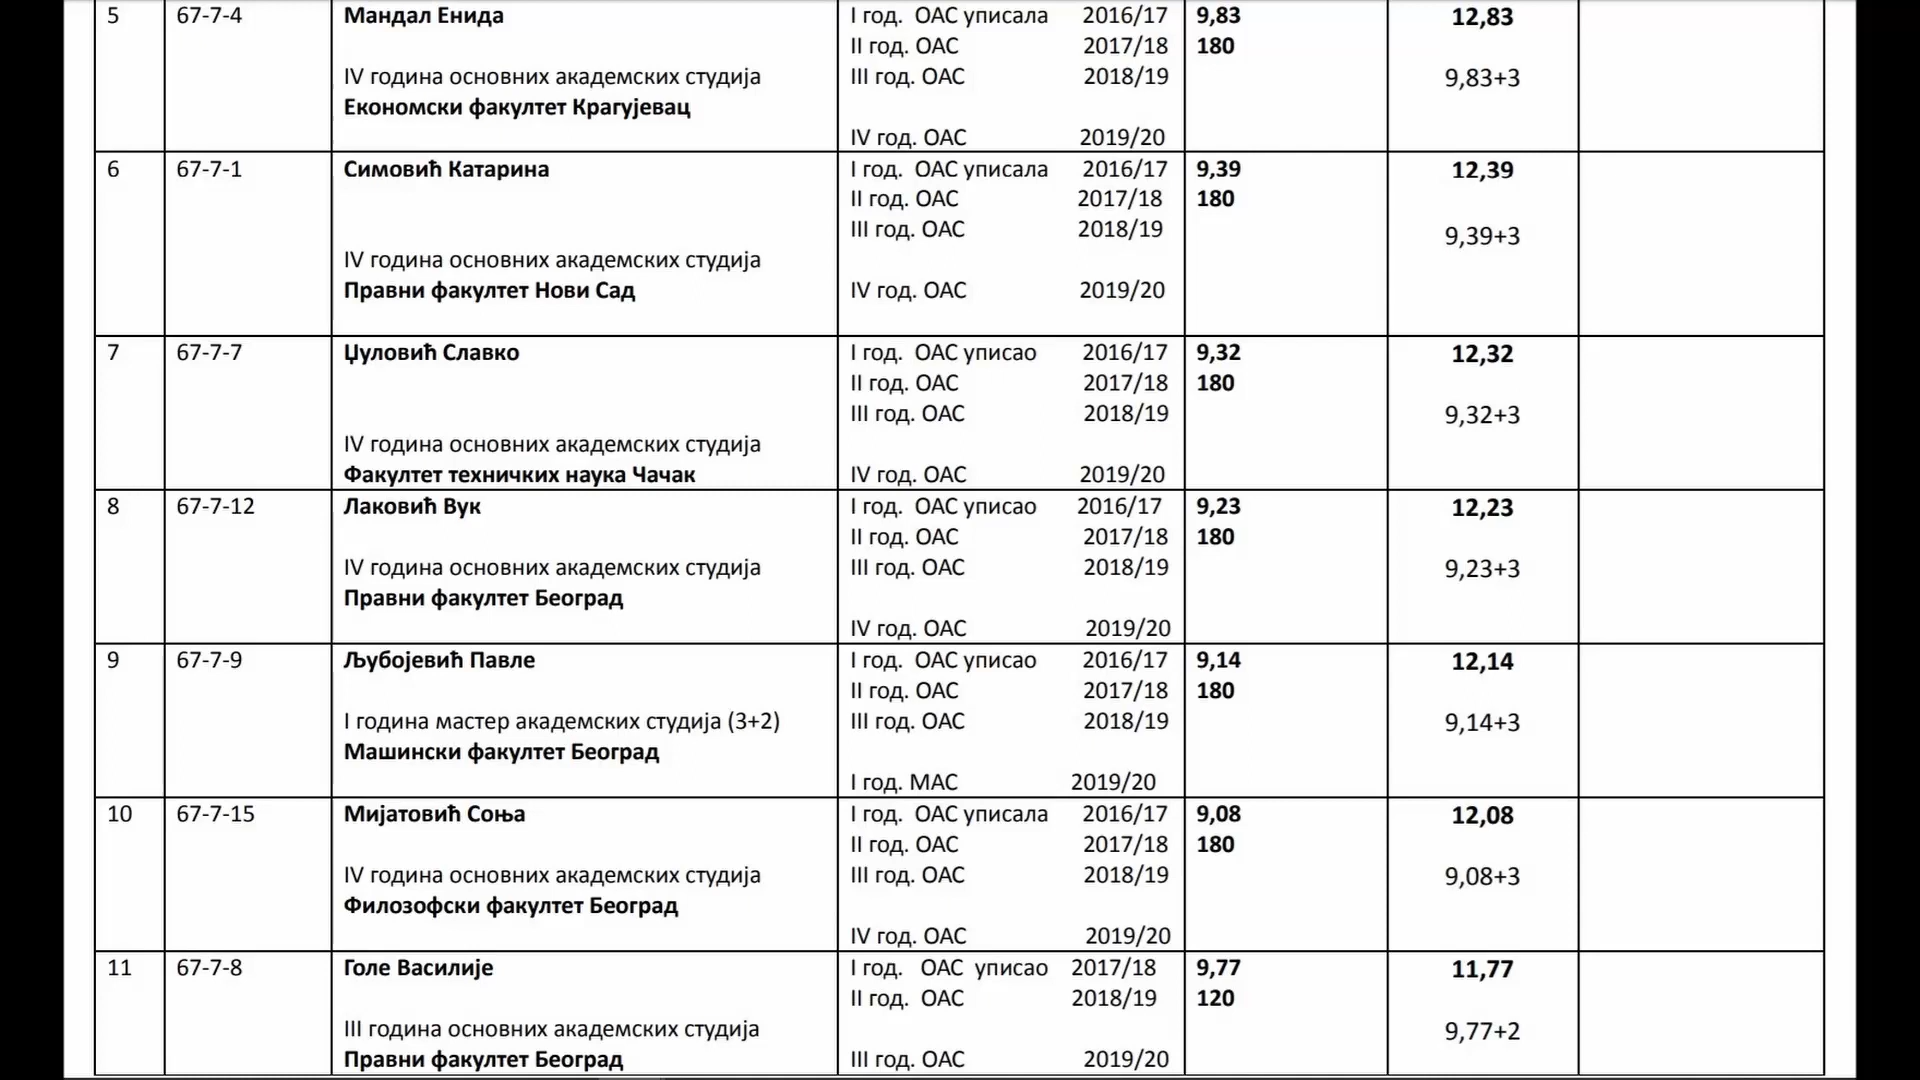 5 67-7-4 Мандал Енида I год. ОАС уписала 2016/17 9,83 12,83
II год. ОАС 2017/18 180
IV година основних академских студија III год. ОАС 2018/19 9,83+3
Економски факултет Крагујевац
IV год. ОАС 2019/20
6 67-7-1 Симовић Катарина I год. ОАС уписала 2016/17 9,39 12,39
II год. ОАС 2017/18 180
III год. ОАС 2018/19 9,39+3
IV година основних академских студија
Правни факултет Нови Сад IV год. ОАС 2019/20
7 67-7-7 Џуловић Славко I год. ОАС уписао 2016/17 9,32 12,32
II год. ОАС 2017/18 180
III год. ОАС 2018/19 9,32+3
IV година основних академских студија
Факултет техничких наука Чачак IV год. ОАС 2019/20
8 67-7-12 Лаковић Вук I год. ОАС уписао 2016/17 9,23 12,23
II год. ОАС 2017/18 180
IV година основних академских студија III год. ОАС 2018/19 9,23+3
Правни факултет Београд
IV год. ОАС 2019/20
9 67-7-9 Љубојевић Павле I год. ОАС уписао 2016/17 9,14 12,14
II год. ОАС 2017/18 180
I година мастер академских студија (3+2) III год. ОАС 2018/19 9,14+3
Машински факултет Београд
I год. МАС 2019/20
10 67-7-15 Мијатовић Соња I год. ОАС уписала 2016/17 9,08 12,08
II год. ОАС 2017/18 180
IV година основних академских студија III год. ОАС 2018/19 9,08+3
Филозофски факултет Београд
IV год. ОАС 2019/20
11 67-7-8 Голе Василије I год. ОАС уписао 2017/18 9,77 11,77
II год. ОАС 2018/19 120
III година основних академских студија 9,77+2
Правни факултет Београд III год. ОАС 2019/20